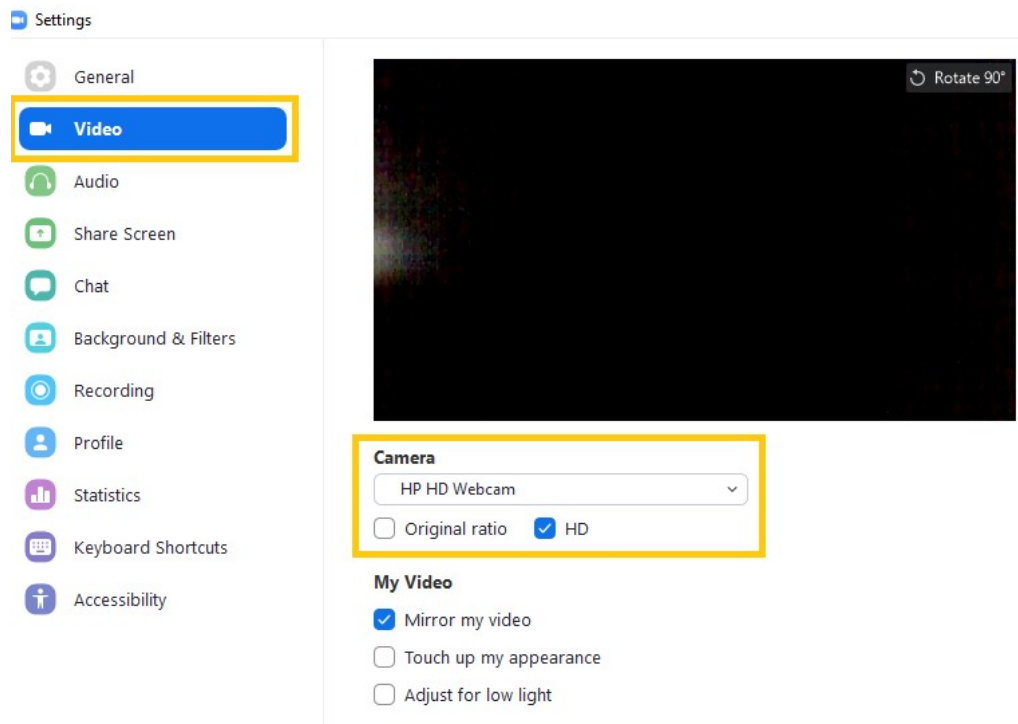 Settings
General
Video
Audio
Share Screen
Chat
Background & Filters
Recording
Profile
Statistics
Keyboard Shortcuts
Accessibility
Rotate 90°
Camera
HP HD Webcam
Original ratio HD
My Video
Mirror my video
Touch up my appearance
Adjust for low light